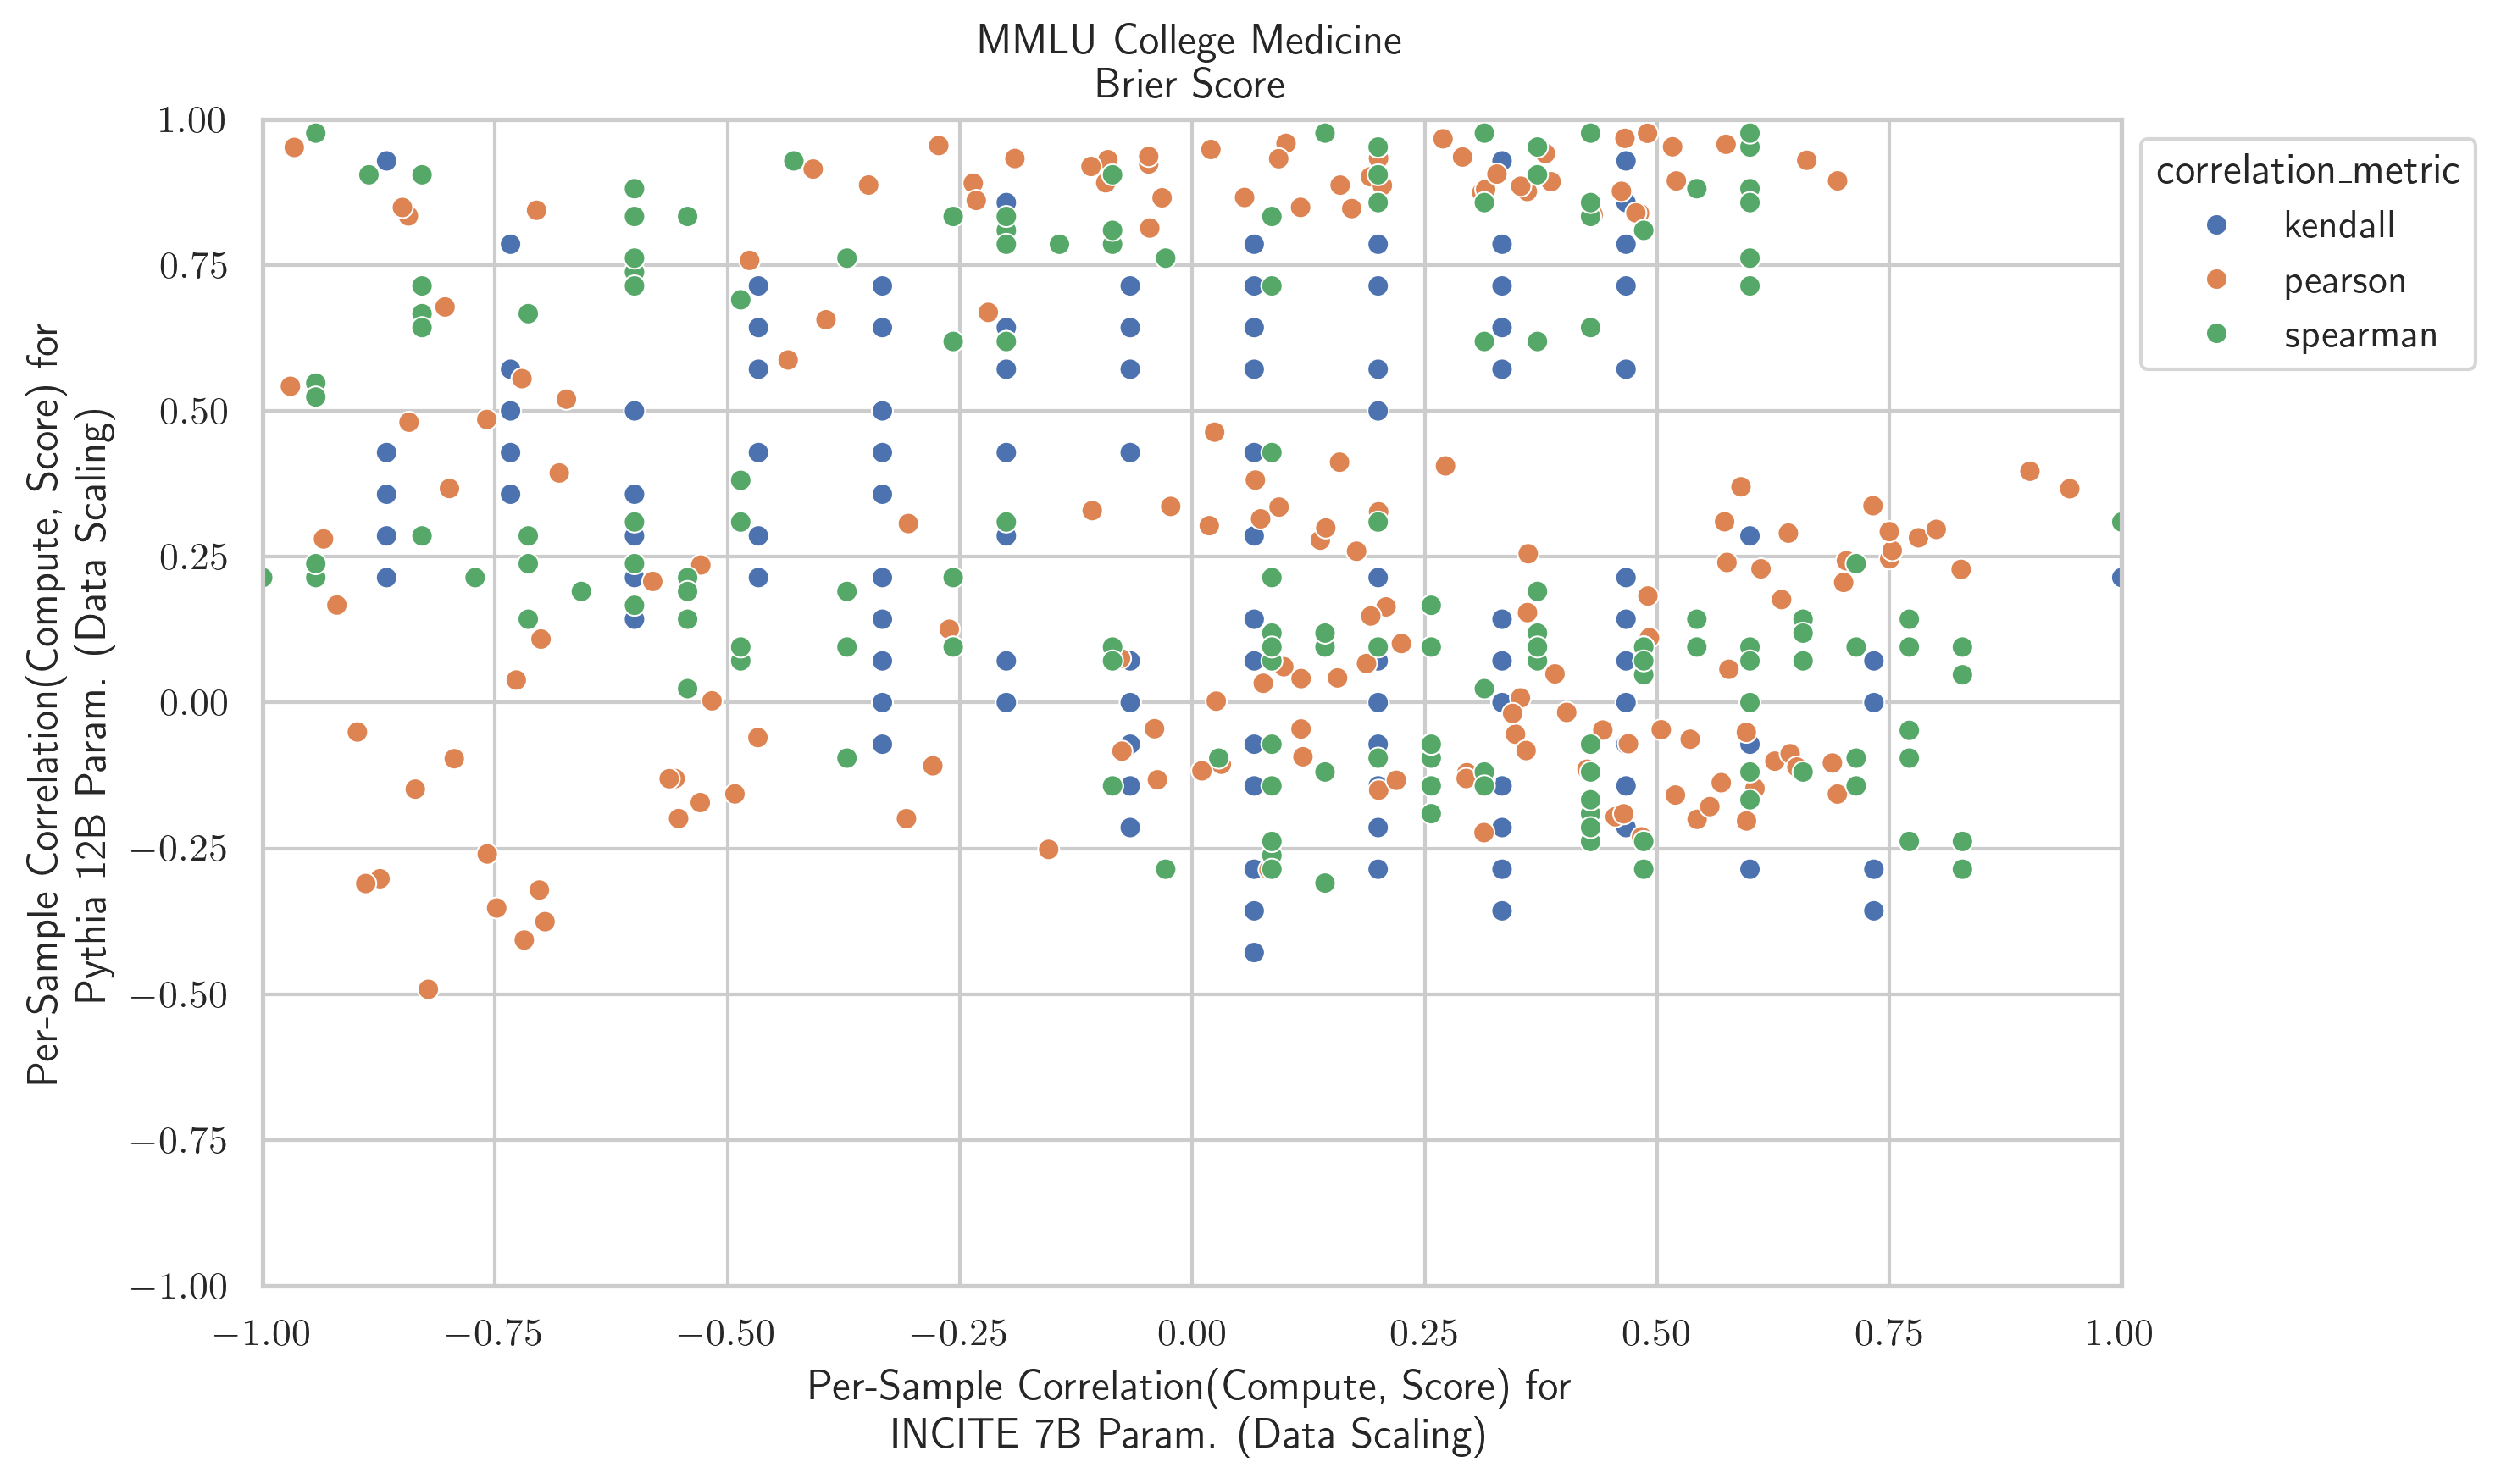 MMLU College Medicine
Brier Score
Per-Sample Correlation(Compute, Score) for
Pythia 12B Param. (Data Scaling)
1.00
0.75
0.50
0.25
0.00
−0.25
−0.50
−0.75
−1.00
−1.00 −0.75 −0.50 −0.25 0.00 0.25 0.50 0.75 1.00
Per-Sample Correlation(Compute, Score) for
INCITE 7B Param. (Data Scaling)
correlation_metric
kendall
pearson
spearman